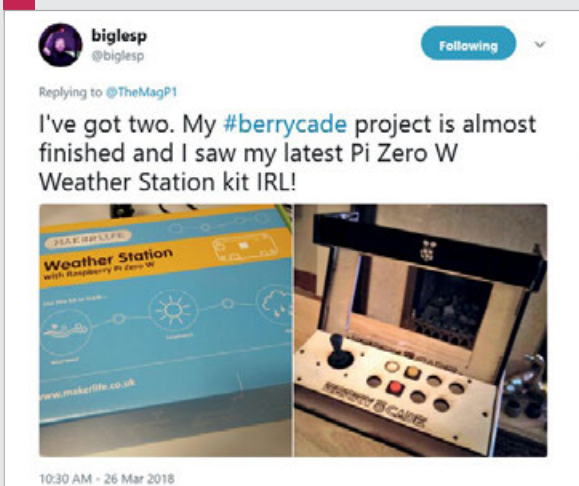 biglesp
@biglesp
Following
Replying to @TheMagP1
I've got two. My #berrycade project is almost
finished and I saw my latest Pi Zero W
Weather Station kit IRL!
MAKERLIFE
Weather Station
with Raspberry Pi Zero W
www.makerlife.co.uk
BERRYCADE
10:30 AM - 26 Mar 2018